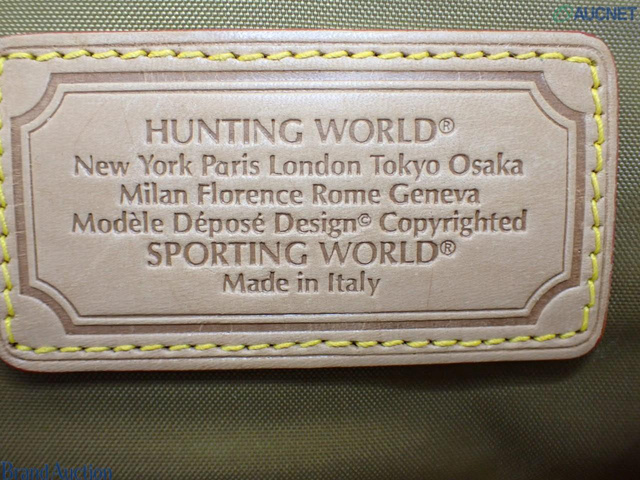 AUCNET
HUNTING WORLD®
New York Paris London Tokyo Osaka
Milan Florence Rome Geneva
Modèle Déposé Design© Copyrighted
SPORTING WORLD®
Made in Italy
Brand Auction